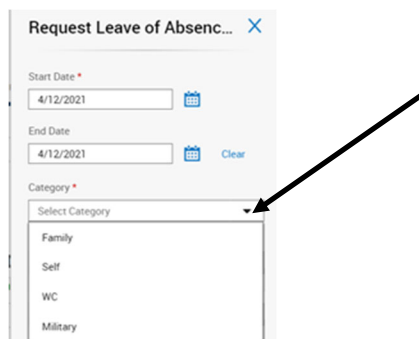 Request Leave of Absenc...
Start Date *
4/12/2021
End Date
4/12/2021
Clear
Category *
Select Category
Family
Self
WC
Military